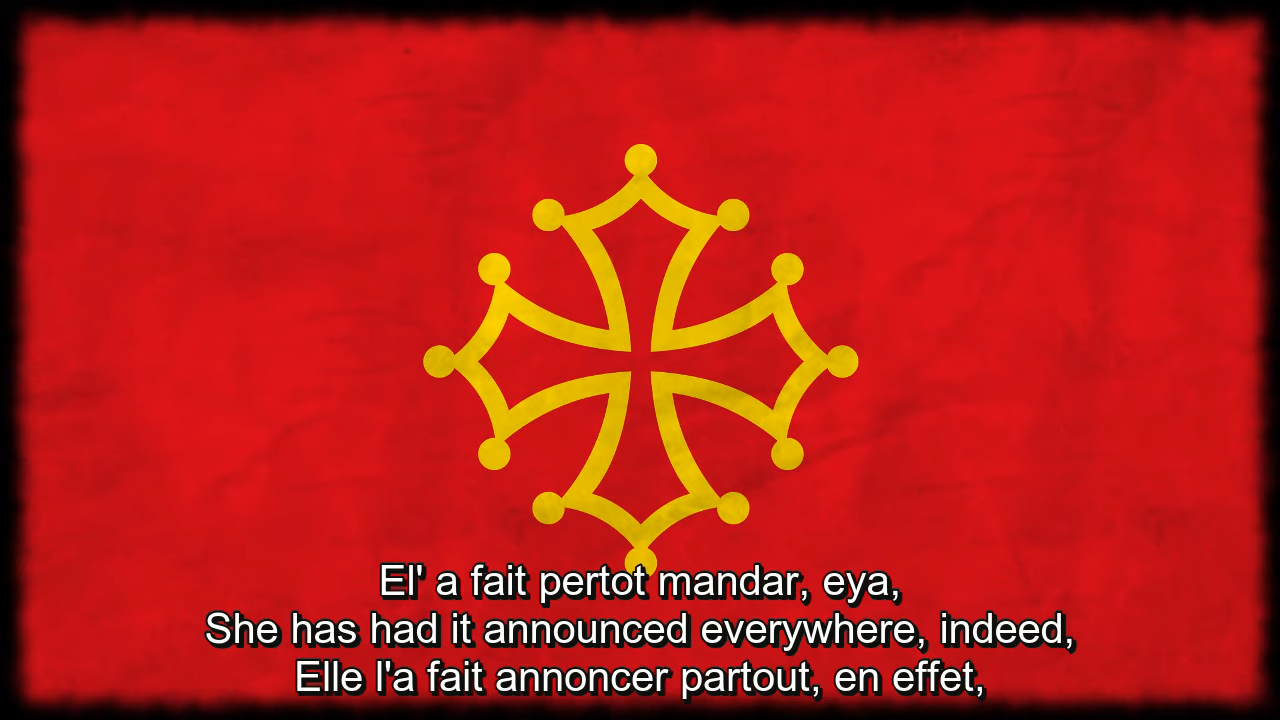 El' a fait pertot mandar, eya,
She has had it announced everywhere, indeed,
Elle l'a fait annoncer partout, en effet,